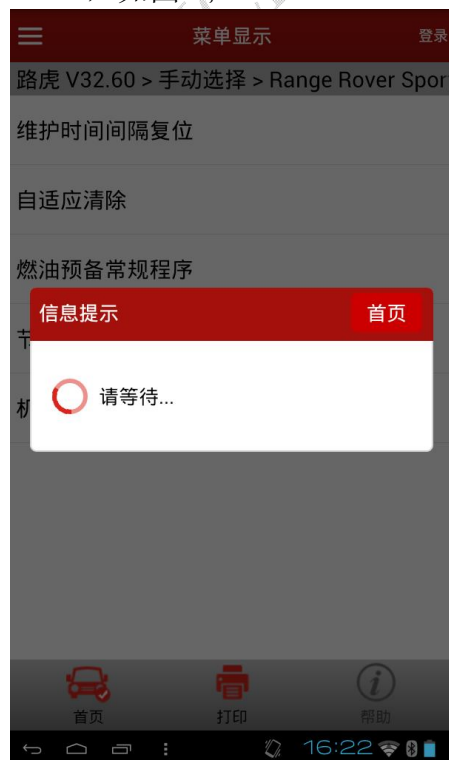 菜单显示
登录
路虎 V32.60 > 手动选择 > Range Rover Spor
维护时间间隔复位
自适应清除
燃油预备常规程序
信息提示
首页
请等待...
首页
打印
帮助
16:22